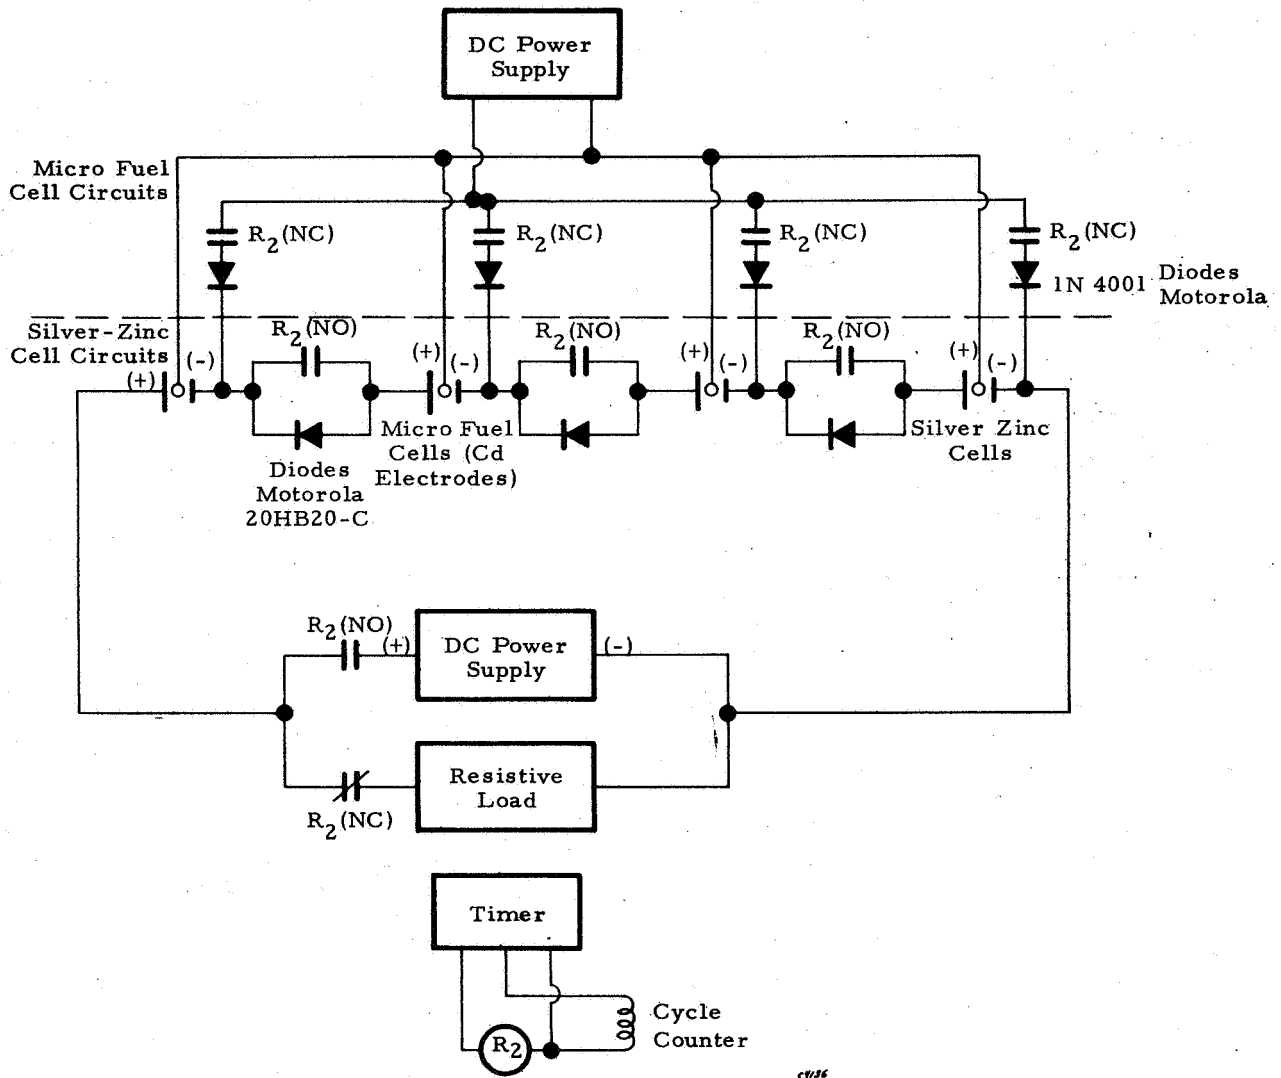 DC Power
Supply
Micro Fuel
Cell Circuits
R2(NC)
R2(NC)
R2(NC)
R2(NC)
1N 4001
Diodes
Motorola
Silver-Zinc
Cell Circuits
R2(NO)
R2(NO)
R2(NO)
(+)
(-)
(+)
(-)
(+)
(-)
(+)
(-)
Micro Fuel
Cells (Cd
Electrodes)
Silver Zinc
Cells
Diodes
Motorola
20HB20-C
R2(NO)
(+)
DC Power
Supply
(-)
Resistive
Load
R2(NC)
Timer
R2
Cycle
Counter
C4136